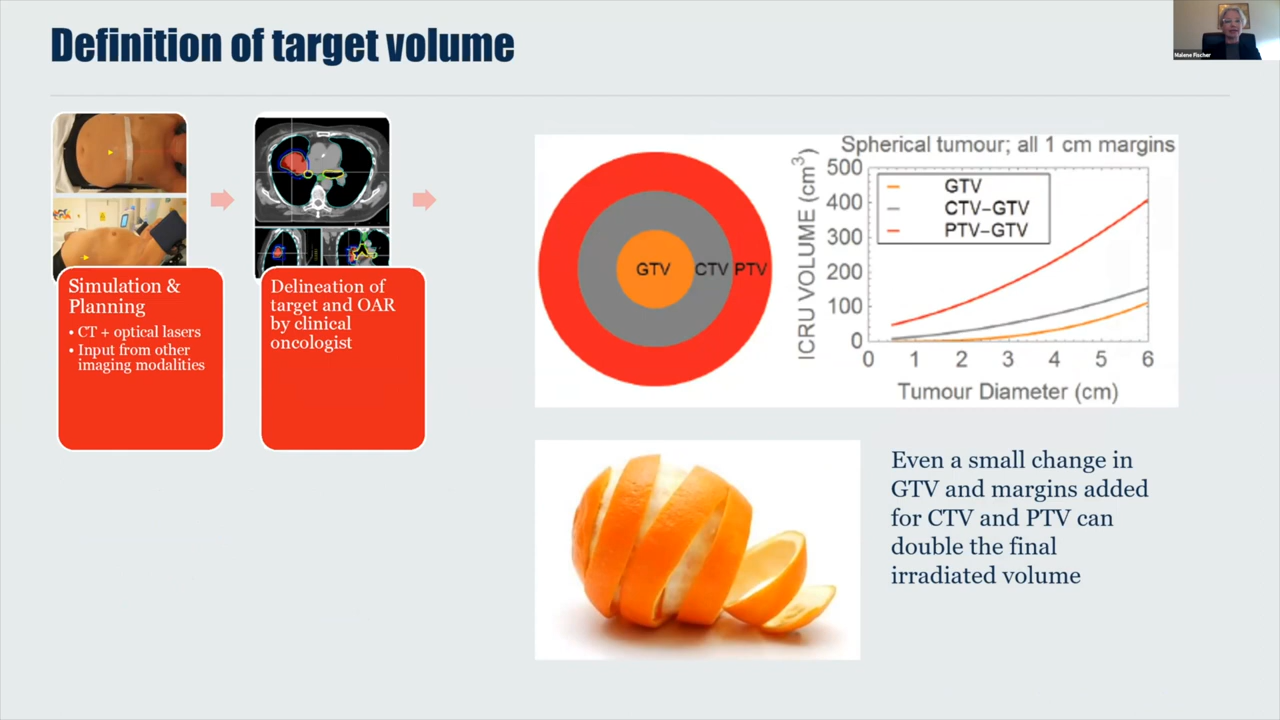 Definition of target volume
Malene Fischer
Simulation &
Planning
• CT + optical lasers
• Input from other
imaging modalities
Delineation of
target and OAR
by clinical
oncologist
GTV
CTV
PTV
Spherical tumour; all 1 cm margins
GTV
CTV–GTV
PTV–GTV
ICRU VOLUME (cm³)
500
400
300
200
100
0
0 1 2 3 4 5 6
Tumour Diameter (cm)
Even a small change in
GTV and margins added
for CTV and PTV can
double the final
irradiated volume